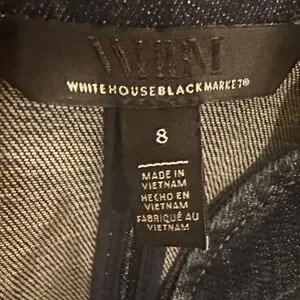 WHBM
WHITEHOUSEBLACKMARKET®
8
MADE IN
VIETNAM
HECHO EN
VIETNAM
FABRIQUÉ AU
VIETNAM